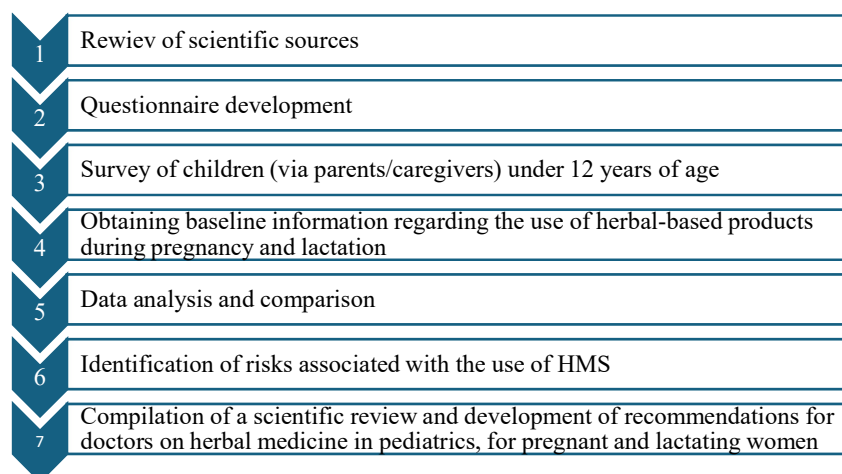 1 Rewiev of scientific sources
2 Questionnaire development
3 Survey of children (via parents/caregivers) under 12 years of age
4 Obtaining baseline information regarding the use of herbal-based products
during pregnancy and lactation
5 Data analysis and comparison
6 Identification of risks associated with the use of HMS
7 Compilation of a scientific review and development of recommendations for
doctors on herbal medicine in pediatrics, for pregnant and lactating women